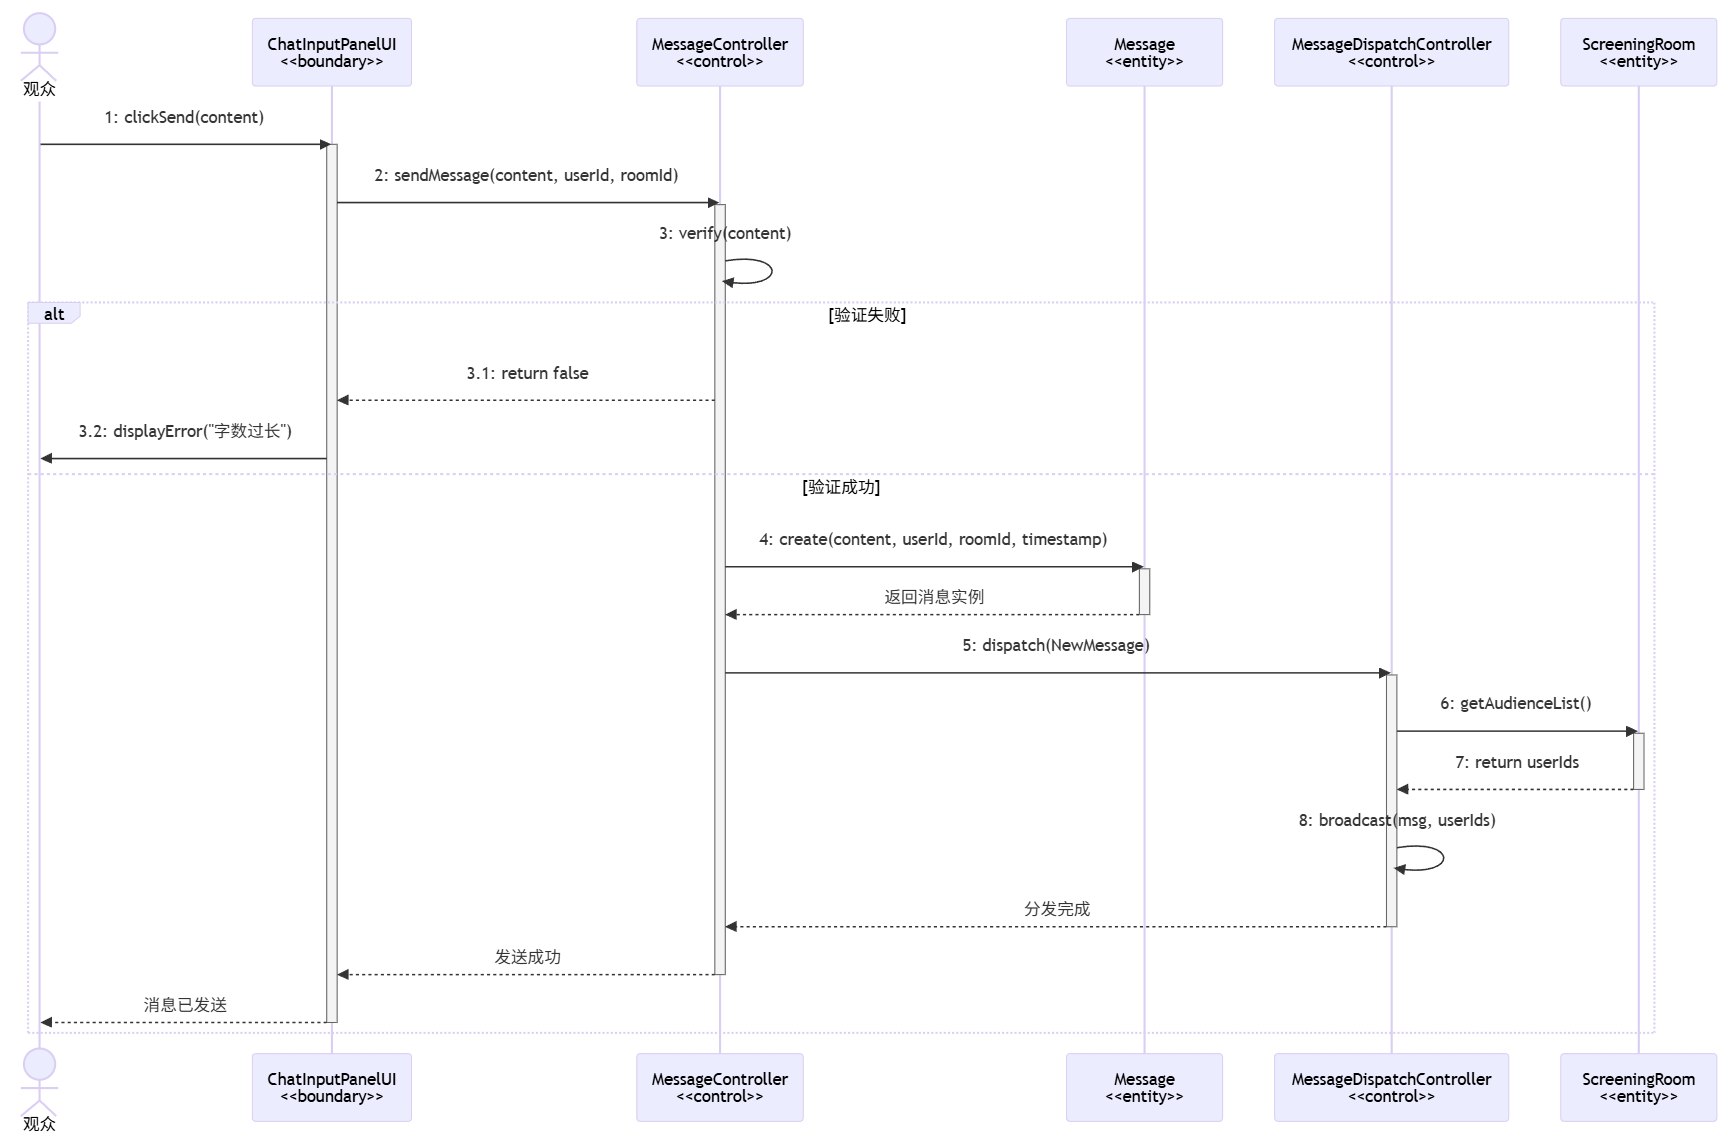 观众
ChatInputPanelUI
<<boundary>>
MessageController
<<control>>
Message
<<entity>>
MessageDispatchController
<<control>>
ScreeningRoom
<<entity>>
1: clickSend(content)
2: sendMessage(content, userId, roomId)
3: verify(content)
alt
[验证失败]
3.1: return false
3.2: displayError("字数过长")
[验证成功]
4: create(content, userId, roomId, timestamp)
返回消息实例
5: dispatch(NewMessage)
6: getAudienceList()
7: return userIds
8: broadcast(msg, userIds)
分发完成
发送成功
消息已发送
观众
ChatInputPanelUI
<<boundary>>
MessageController
<<control>>
Message
<<entity>>
MessageDispatchController
<<control>>
ScreeningRoom
<<entity>>